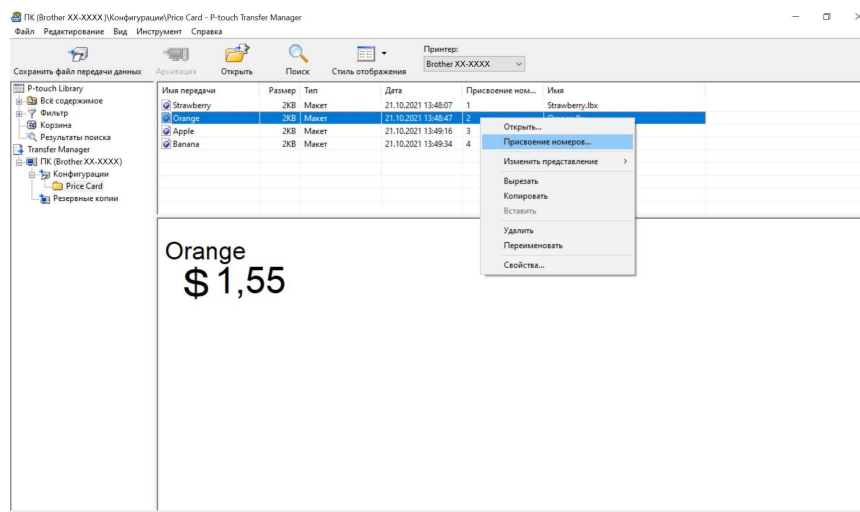 ПК (Brother XX-XXXX )\Конфигурации\Price Card - P-touch Transfer Manager
Файл Редактирование Вид Инструмент Справка
Принтер:
Brother XX-XXXX
Сохранить файл передачи данных Архивация Открыть Поиск Стиль отображения
P-touch Library
Всё содержимое
Фильтр
Корзина
Результаты поиска
Transfer Manager
ПК (Brother XX-XXXX)
Конфигурации
Price Card
Резервные копии
Имя передачи Размер Тип Дата Присвоение ном... Имя
Strawberry 2KB Макет 21.10.2021 13:48:07 1 Strawberry.lbx
Orange 2KB Макет 21.10.2021 13:48:47 2
Apple 2KB Макет 21.10.2021 13:49:16 3
Banana 2KB Макет 21.10.2021 13:49:34 4
Открыть...
Присвоение номеров...
Изменить представление
Вырезать
Копировать
Вставить
Удалить
Переименовать
Свойства...
Orange
$ 1,55